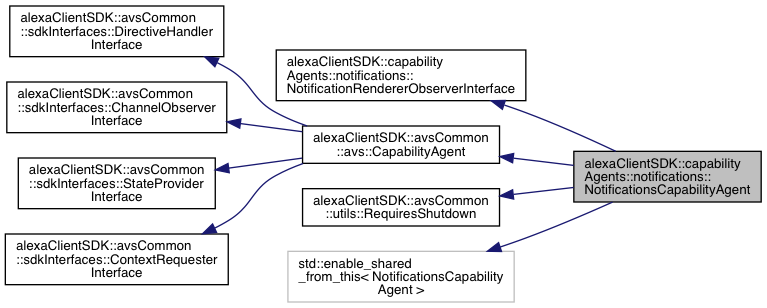 alexaClientSDK::avsCommon
::sdkInterfaces::DirectiveHandler
Interface
alexaClientSDK::capability
Agents::notifications::
NotificationRendererObserverInterface
alexaClientSDK::avsCommon
::sdkInterfaces::ChannelObserver
Interface
alexaClientSDK::avsCommon
::avs::CapabilityAgent
alexaClientSDK::capability
Agents::notifications::
NotificationsCapabilityAgent
alexaClientSDK::avsCommon
::sdkInterfaces::StateProvider
Interface
alexaClientSDK::avsCommon
::utils::RequiresShutdown
alexaClientSDK::avsCommon
::sdkInterfaces::ContextRequester
Interface
std::enable_shared
_from_this< NotificationsCapability
Agent >